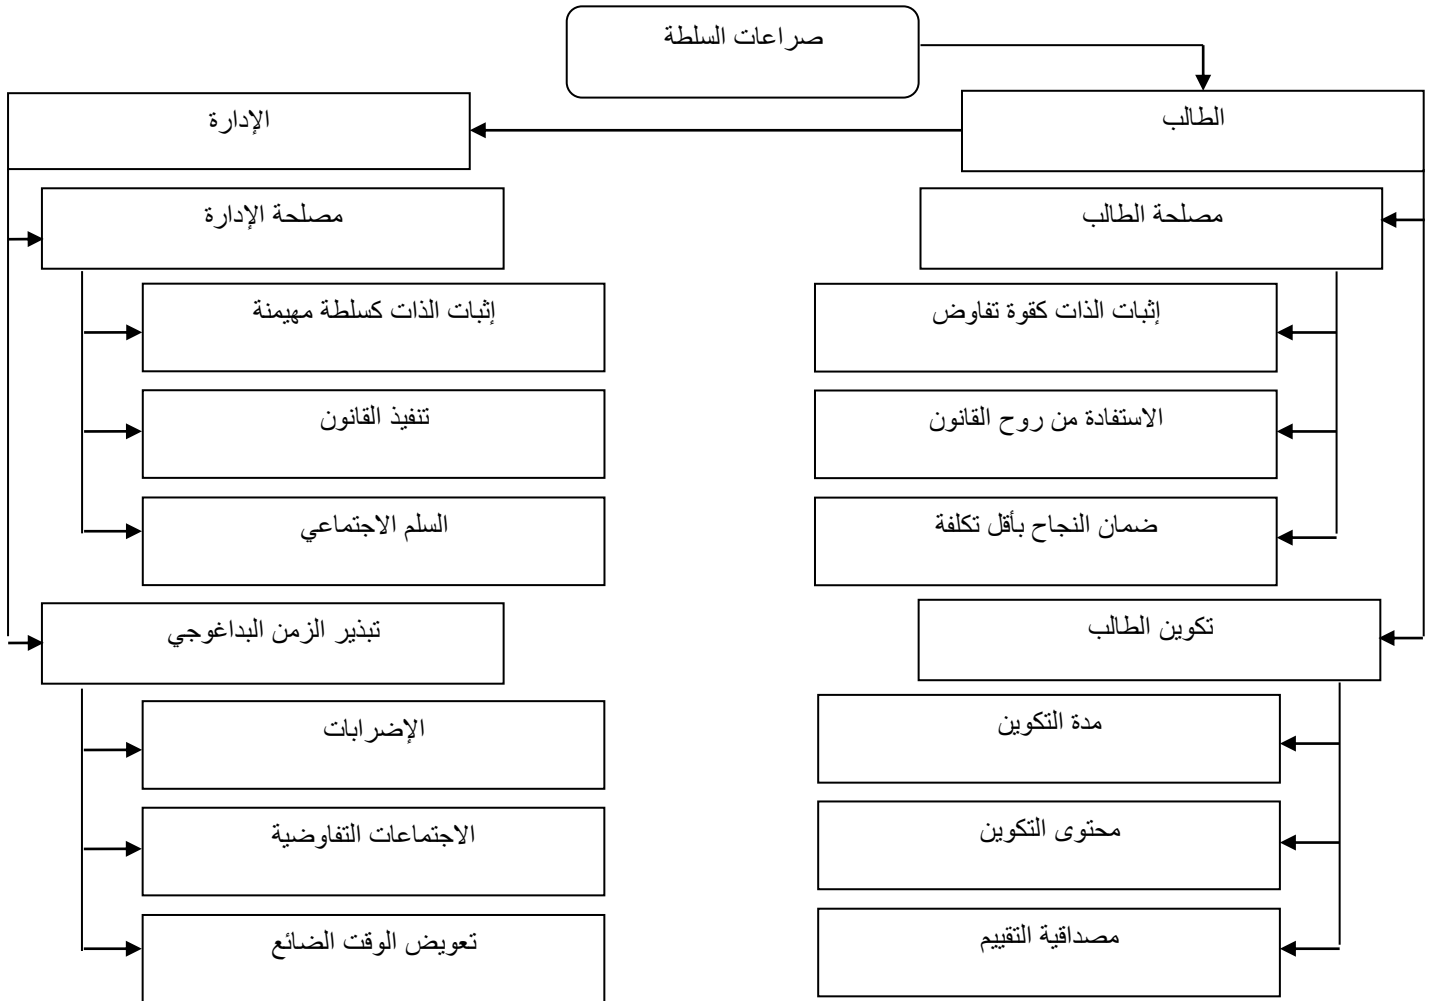 صراعات السلطة
الطالب
الإدارة
مصلحة الطالب
مصلحة الإدارة
إثبات الذات كقوة تفاوض
إثبات الذات كسلطة مهيمنة
الاستفادة من روح القانون
تنفيذ القانون
ضمان النجاح بأقل تكلفة
السلم الاجتماعي
تكوين الطالب
تبذير الزمن البداغوجي
مدة التكوين
الإضرابات
محتوى التكوين
الاجتماعات التفاوضية
مصداقية التقييم
تعويض الوقت الضائع